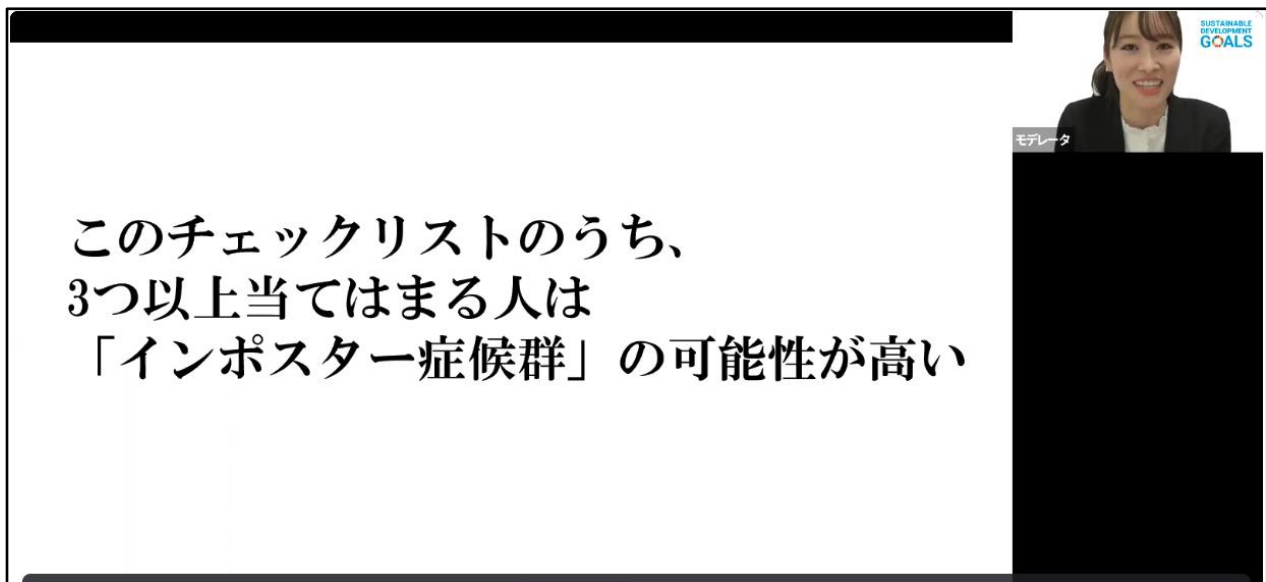 SUSTAINABLE
DEVELOPMENT
GOALS
モデレータ
このチェックリストのうち、
3つ以上当てはまる人は
「インポスター症候群」の可能性が高い